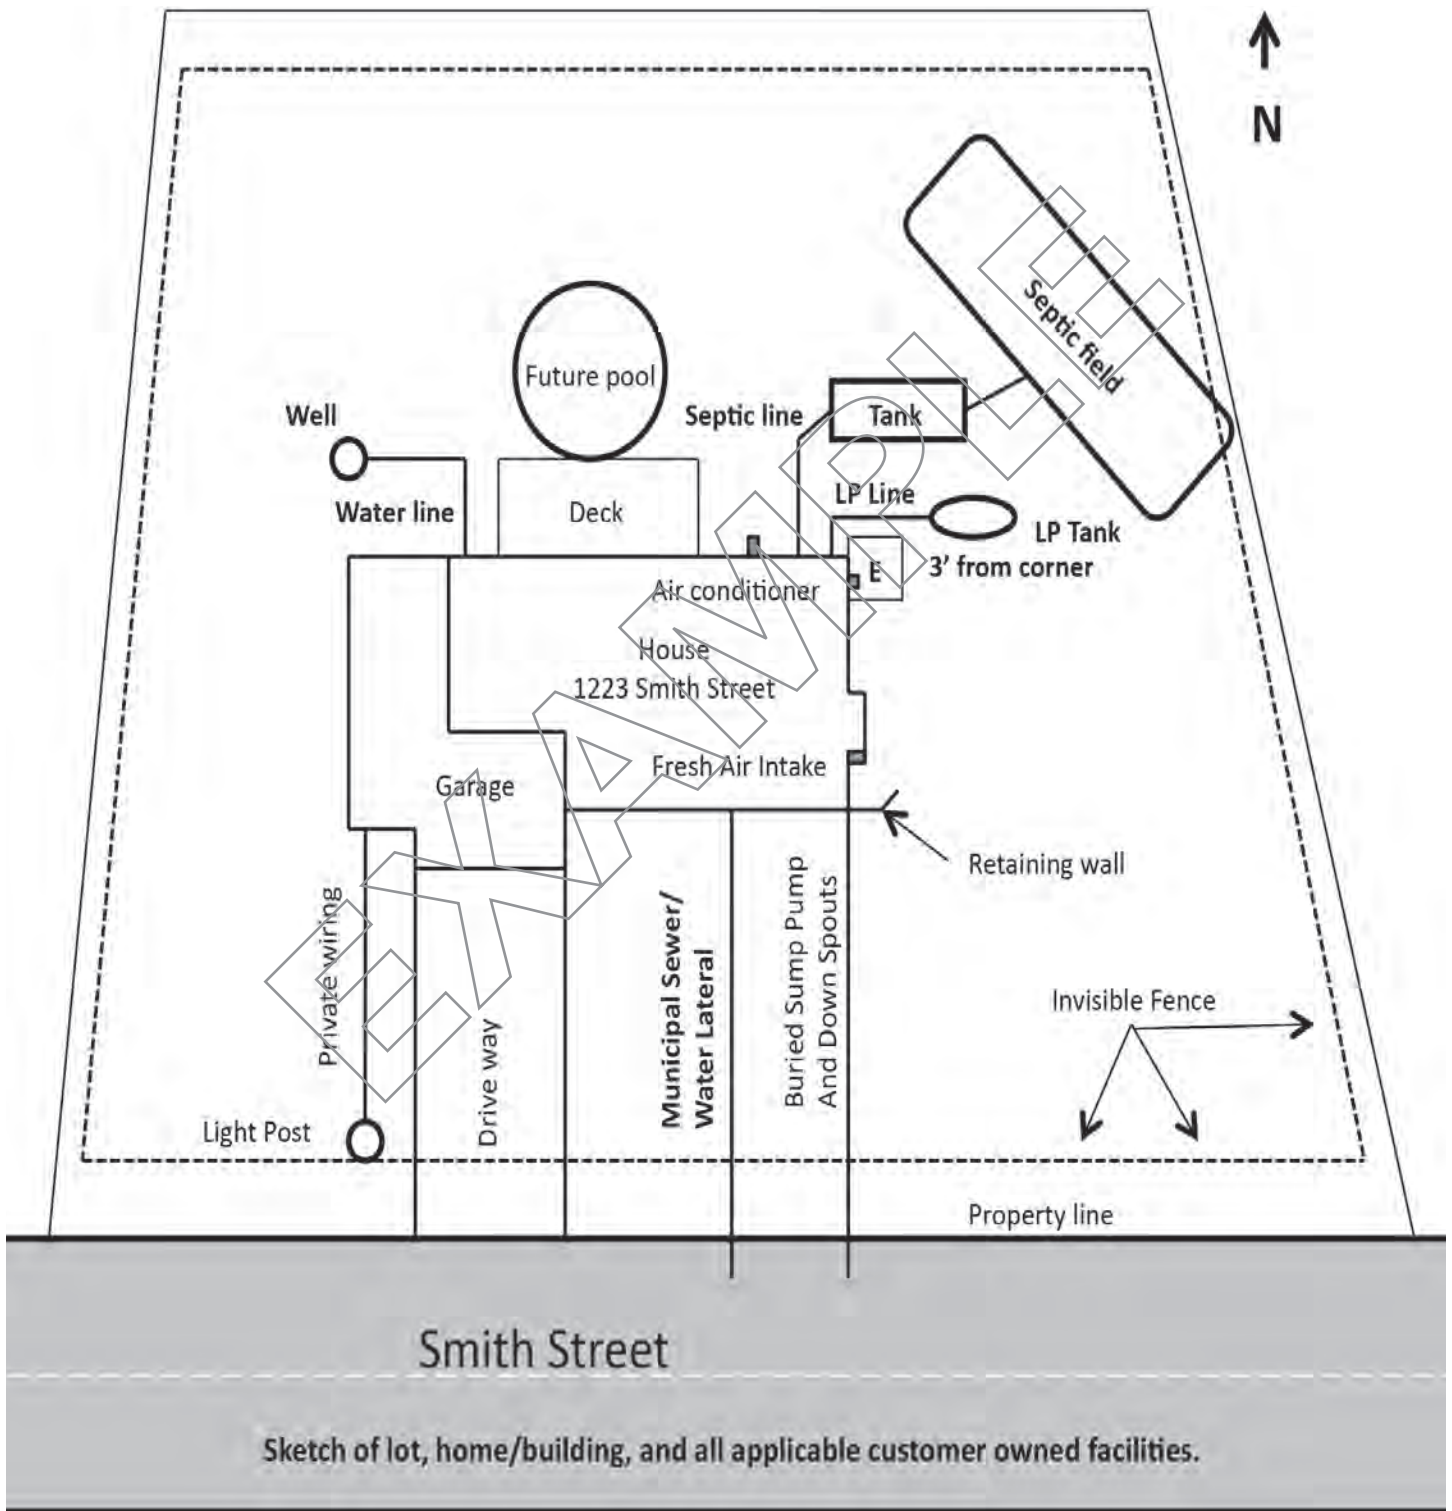 N
Septic field
Future pool
Well
Septic line
Tank
Water line
Deck
LP Line
LP Tank
E
3' from corner
Air conditioner
House
1223 Smith Street
Fresh Air Intake
Garage
Retaining wall
Private wiring
Drive way
Municipal Sewer/
Water Lateral
Buried Sump Pump
And Down Spouts
Invisible Fence
Light Post
Property line
EXAMPLE
Smith Street
Sketch of lot, home/building, and all applicable customer owned facilities.